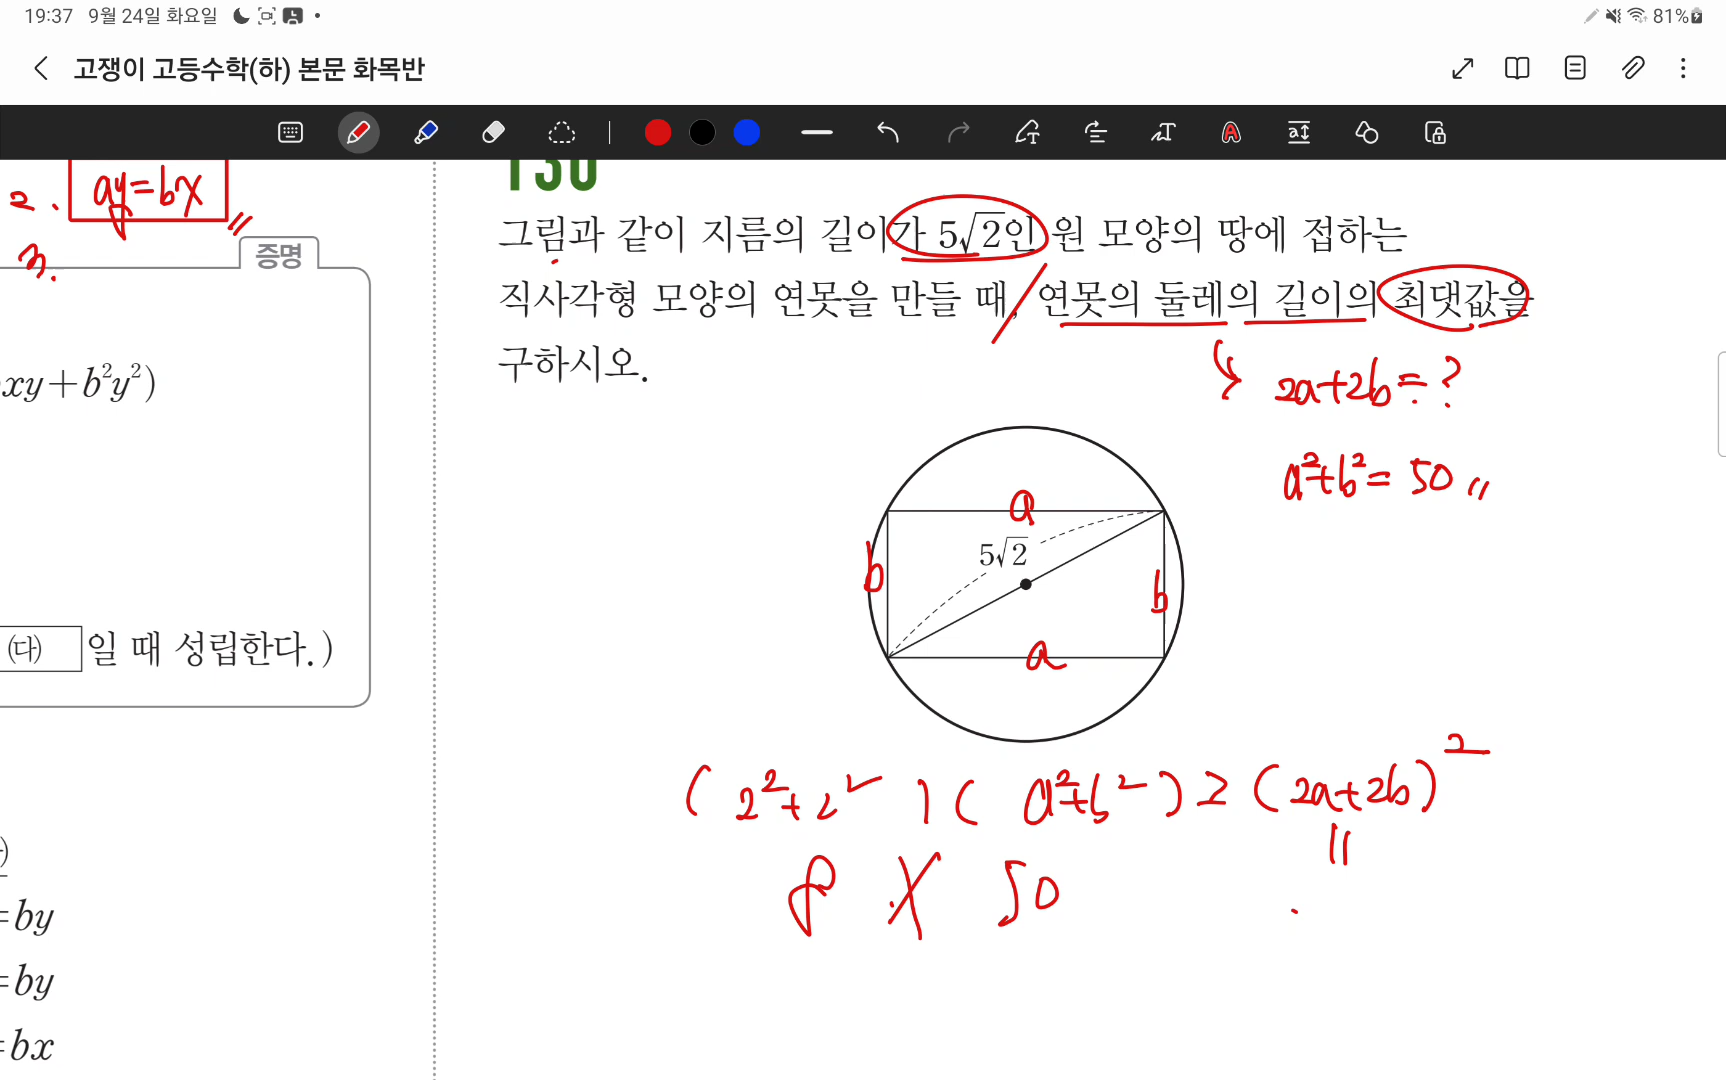 19:37 9월 24일 화요일
81%
고쟁이 고등수학(하) 본문 화목반
2. ay=bx
3.
증명
xy+b²y²)
(다) 일 때 성립한다.)
=by
=by
=bx
130
그림과 같이 지름의 길이가 5√2인 원 모양의 땅에 접하는
직사각형 모양의 연못을 만들 때, 연못의 둘레의 길이의 최댓값을
구하시오.
2a+2b=?
a²+b²=50
a
5√2
b
b
a
(2²+2²)(a²+b²)≥(2a+2b)²
8×50